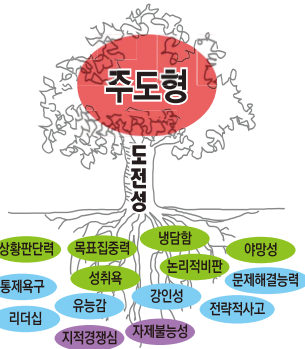 주도형
도전성
상황판단력 목표집중력 냉담함 야망성
통제욕구 성취욕 논리적비판 문제해결능력
리더십 유능감 강인성 전략적사고
지적경쟁심 자제불능성